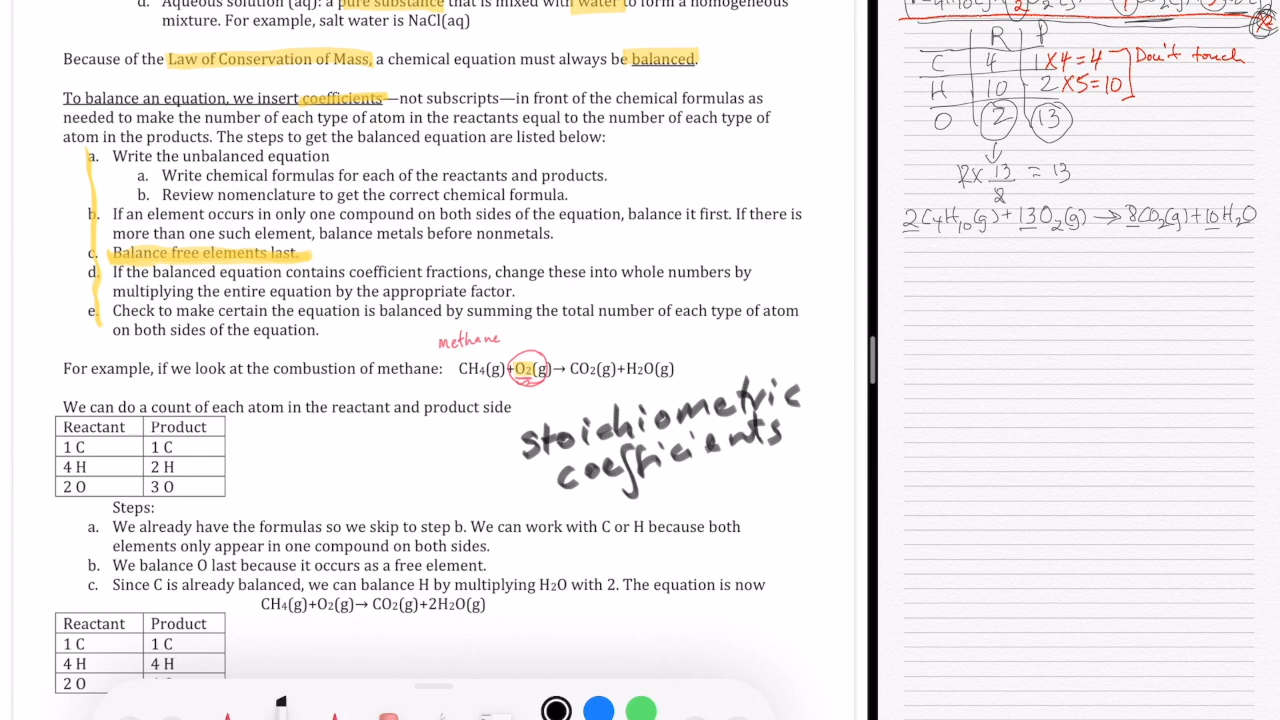 d. Aqueous solution (aq): a pure substance that is mixed with water to form a homogeneous
mixture. For example, salt water is NaCl(aq)
Because of the Law of Conservation of Mass, a chemical equation must always be balanced.
To balance an equation, we insert coefficients—not subscripts—in front of the chemical formulas as
needed to make the number of each type of atom in the reactants equal to the number of each type of
atom in the products. The steps to get the balanced equation are listed below:
a. Write the unbalanced equation
a. Write chemical formulas for each of the reactants and products.
b. Review nomenclature to get the correct chemical formula.
b. If an element occurs in only one compound on both sides of the equation, balance it first. If there is
more than one such element, balance metals before nonmetals.
c. Balance free elements last.
d. If the balanced equation contains coefficient fractions, change these into whole numbers by
multiplying the entire equation by the appropriate factor.
e. Check to make certain the equation is balanced by summing the total number of each type of atom
on both sides of the equation.
methane
For example, if we look at the combustion of methane: CH4(g)+O2(g)→ CO2(g)+H2O(g)
We can do a count of each atom in the reactant and product side
Reactant Product
1 C 1 C
4 H 2 H
2 O 3 O
stoichiometric
coefficients
Steps:
a. We already have the formulas so we skip to step b. We can work with C or H because both
elements only appear in one compound on both sides.
b. We balance O last because it occurs as a free element.
c. Since C is already balanced, we can balance H by multiplying H2O with 2. The equation is now
CH4(g)+O2(g)→ CO2(g)+2H2O(g)
Reactant Product
1 C 1 C
4 H 4 H
2 O
R P
C 4 1 x4=4
H 10 2 x5=10
Don't touch
O 2 13
2 x 13/2 = 13
2C4H10(g) + 13O2(g) → 8CO2(g) + 10H2O